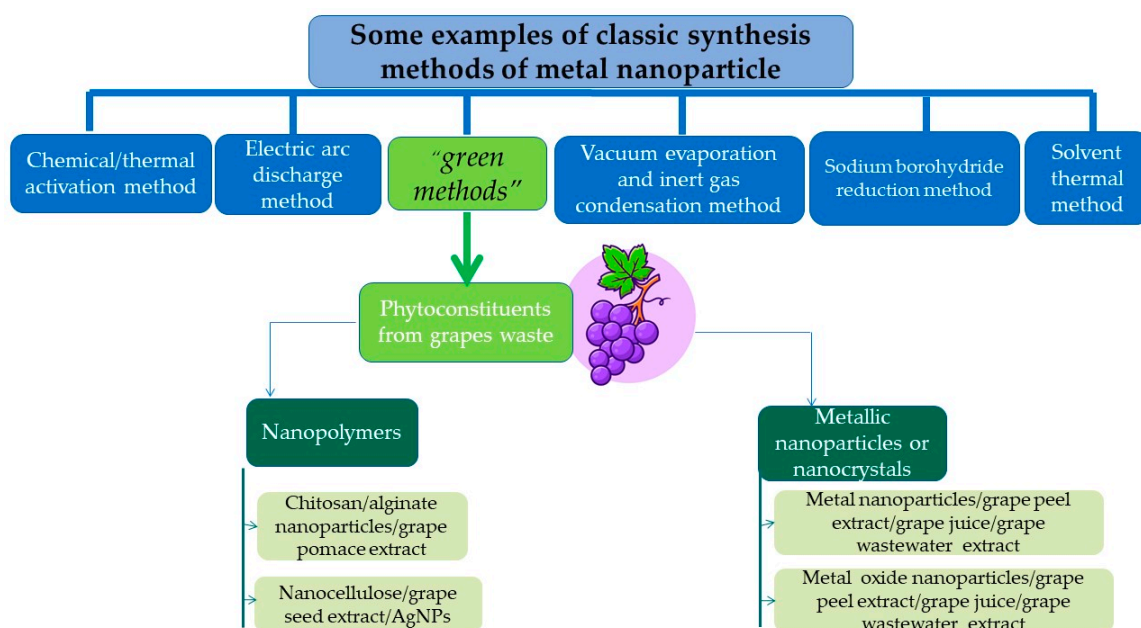 Some examples of classic synthesis
methods of metal nanoparticle
Chemical/thermal
activation method
Electric arc
discharge
method
“green
methods”
Vacuum evaporation
and inert gas
condensation method
Sodium borohydride
reduction method
Solvent
thermal
method
Phytoconstituents
from grapes waste
Nanopolymers
Metallic
nanoparticles or
nanocrystals
Chitosan/alginate
nanoparticles/grape
pomace extract
Nanocellulose/grape
seed extract/AgNPs
Metal nanoparticles/grape peel
extract/grape juice/grape
wastewater extract
Metal oxide nanoparticles/grape
peel extract/grape juice/grape
wastewater extract